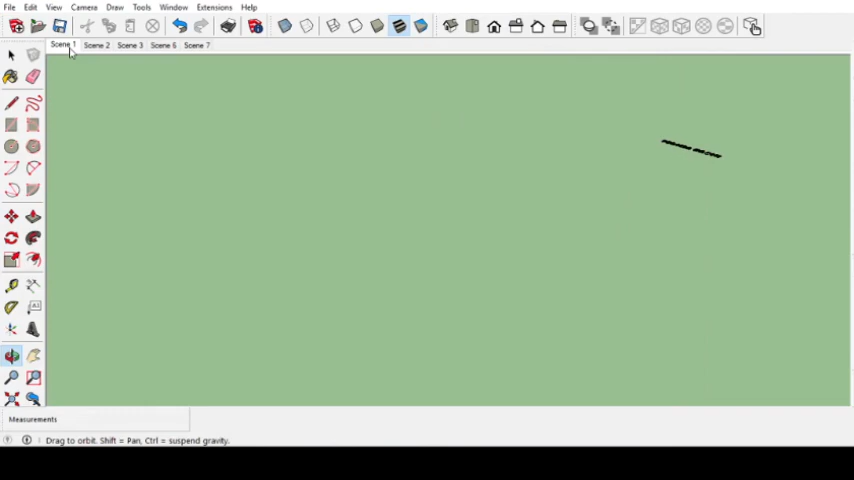 File Edit View Camera Draw Tools Window Extensions Help
Scene 1 Scene 2 Scene 3 Scene 6 Scene 7
Measurements
Drag to orbit. Shift = Pan, Ctrl = suspend gravity.